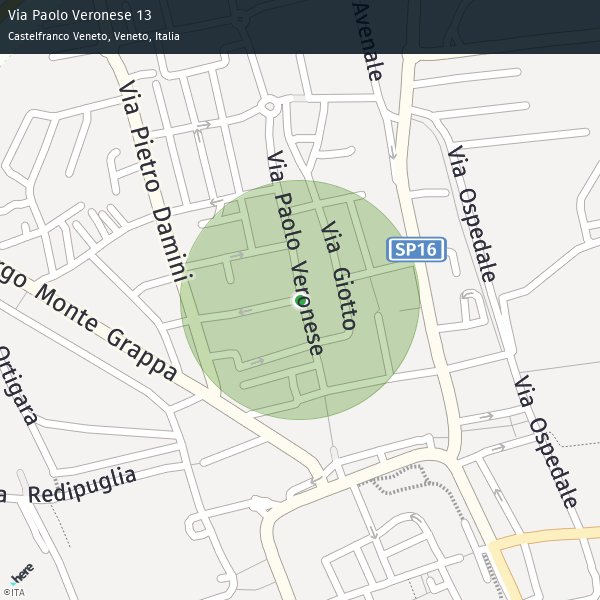 Via Paolo Veronese 13
Castelfranco Veneto, Veneto, Italia
Avenale
Via Pietro Damini
Via Paolo Veronese
Via Giotto
Via Ospedale
SP16
rgo Monte Grappa
Ortigara
Via Ospedale
a Redipuglia
here
©ITA